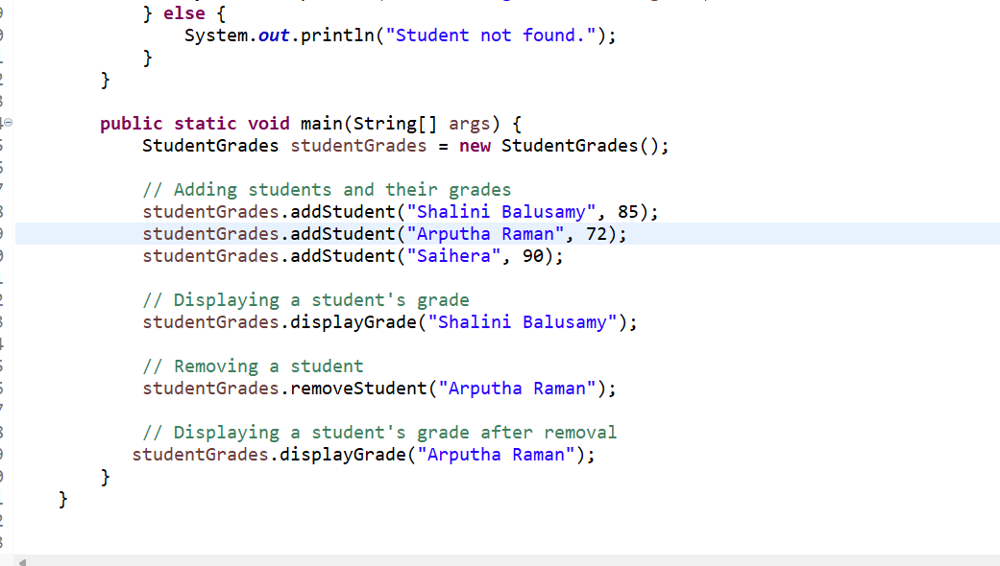 } else {
System.out.println("Student not found.");
}
}
public static void main(String[] args) {
StudentGrades studentGrades = new StudentGrades();
// Adding students and their grades
studentGrades.addStudent("Shalini Balusamy", 85);
studentGrades.addStudent("Arputha Raman", 72);
studentGrades.addStudent("Saihera", 90);
// Displaying a student's grade
studentGrades.displayGrade("Shalini Balusamy");
// Removing a student
studentGrades.removeStudent("Arputha Raman");
// Displaying a student's grade after removal
studentGrades.displayGrade("Arputha Raman");
}
}